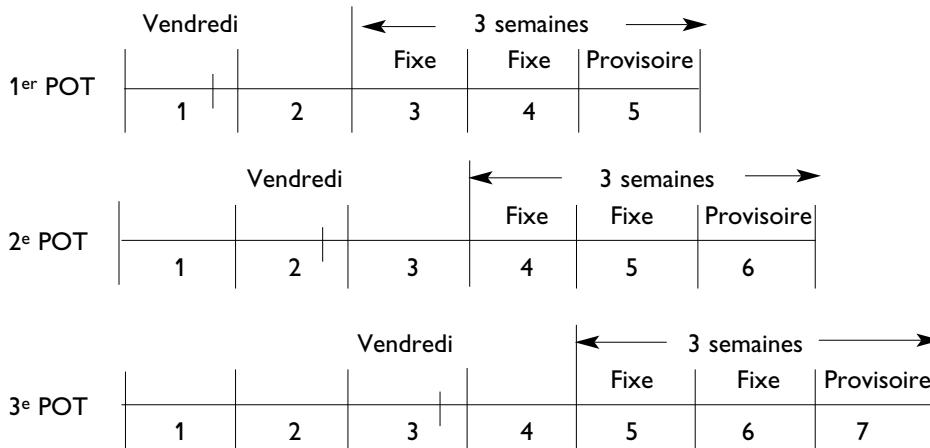 Vendredi 3 semaines
Fixe Fixe Provisoire
1er POT
1 2 3 4 5
Vendredi 3 semaines
Fixe Fixe Provisoire
2e POT
1 2 3 4 5 6
Vendredi 3 semaines
Fixe Fixe Provisoire
3e POT
1 2 3 4 5 6 7